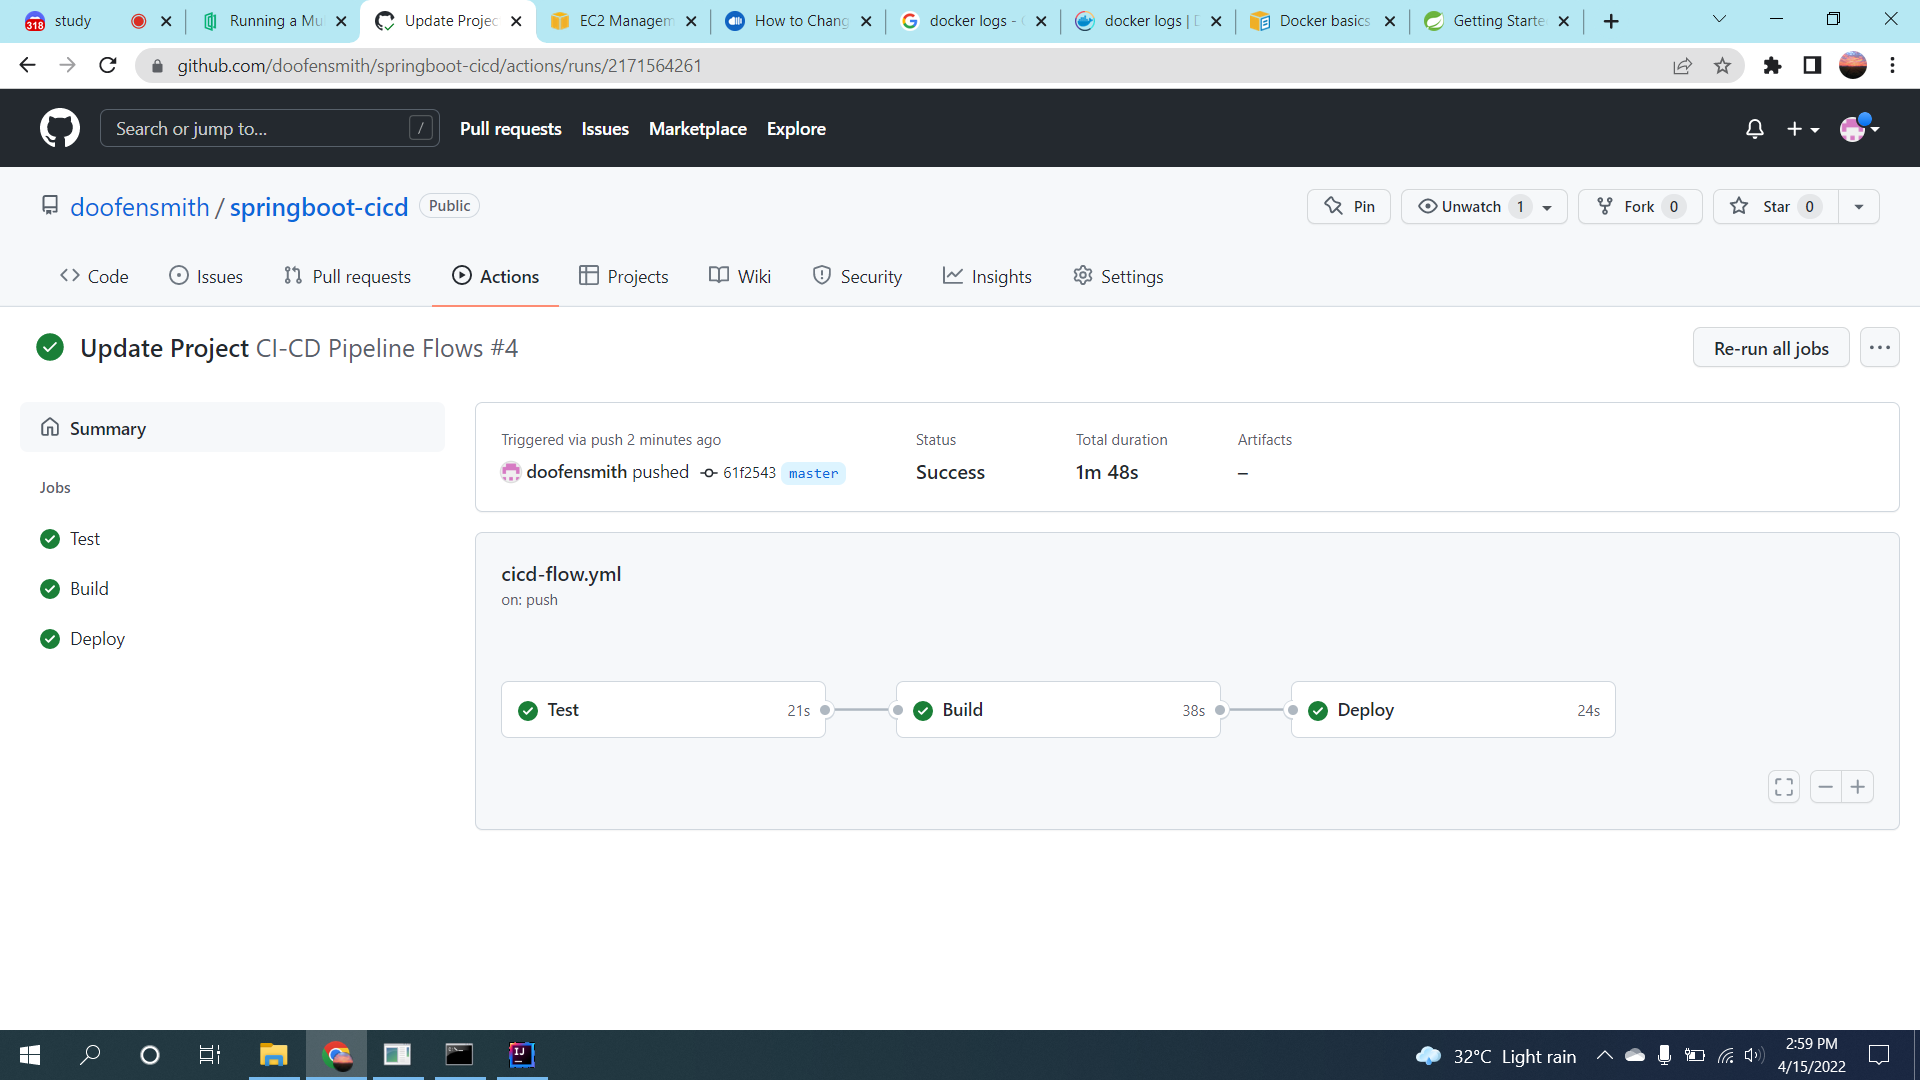 318 study
Running a Mu
Update Projec
EC2 Managem
How to Chang
docker logs -
docker logs | D
Docker basics
Getting Starte
github.com/doofensmith/springboot-cicd/actions/runs/2171564261
Search or jump to... /
Pull requests Issues Marketplace Explore
doofensmith / springboot-cicd Public
Pin Unwatch 1 Fork 0 Star 0
Code Issues Pull requests Actions Projects Wiki Security Insights Settings
Update Project CI-CD Pipeline Flows #4
Re-run all jobs
Summary
Jobs
Test
Build
Deploy
Triggered via push 2 minutes ago
doofensmith pushed 61f2543 master
Status
Success
Total duration
1m 48s
Artifacts
–
cicd-flow.yml
on: push
Test 21s
Build 38s
Deploy 24s
32°C Light rain
2:59 PM
4/15/2022